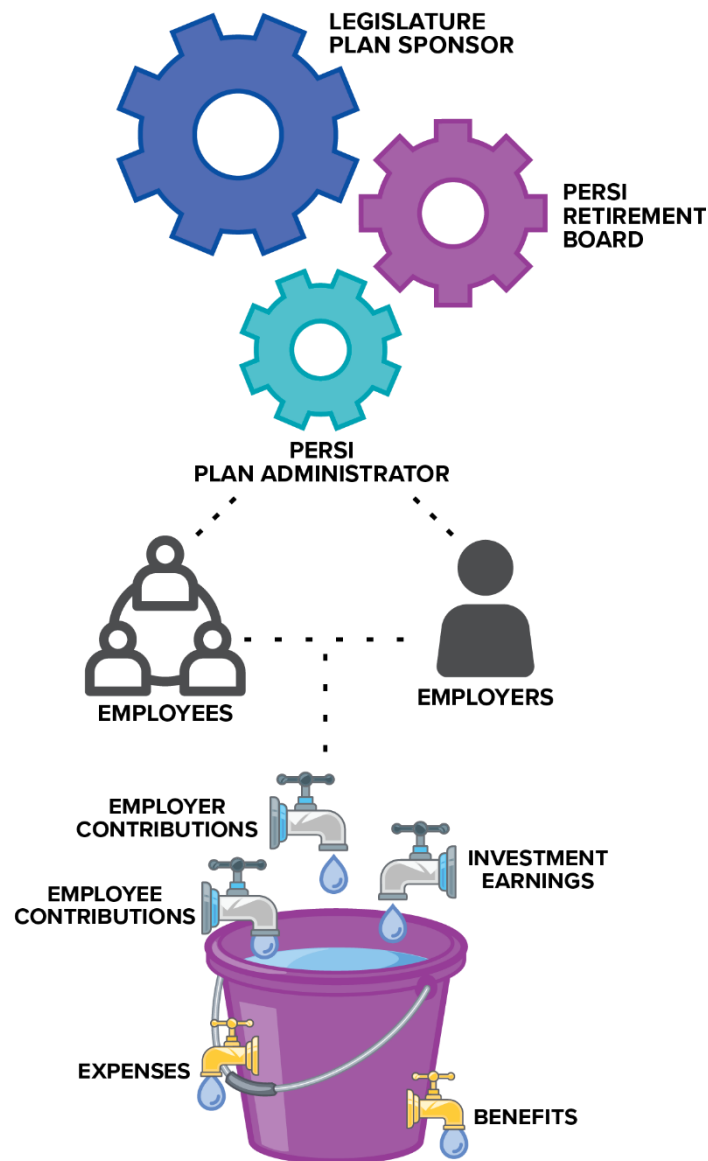 LEGISLATURE
PLAN SPONSOR
PERSI
RETIREMENT
BOARD
PERSI
PLAN ADMINISTRATOR
EMPLOYEES
EMPLOYERS
EMPLOYER
CONTRIBUTIONS
INVESTMENT
EARNINGS
EMPLOYEE
CONTRIBUTIONS
EXPENSES
BENEFITS